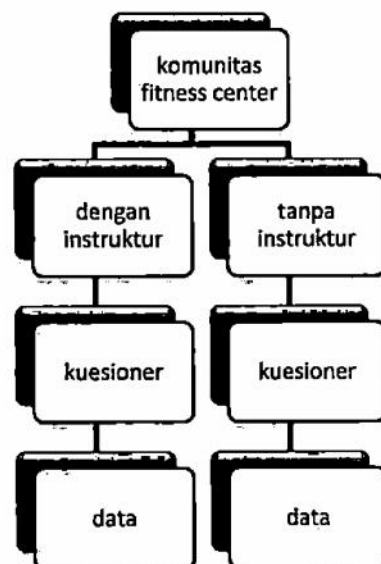 komunitas
fitness center
dengan
instruktur
tanpa
instruktur
kuesioner
kuesioner
data
data